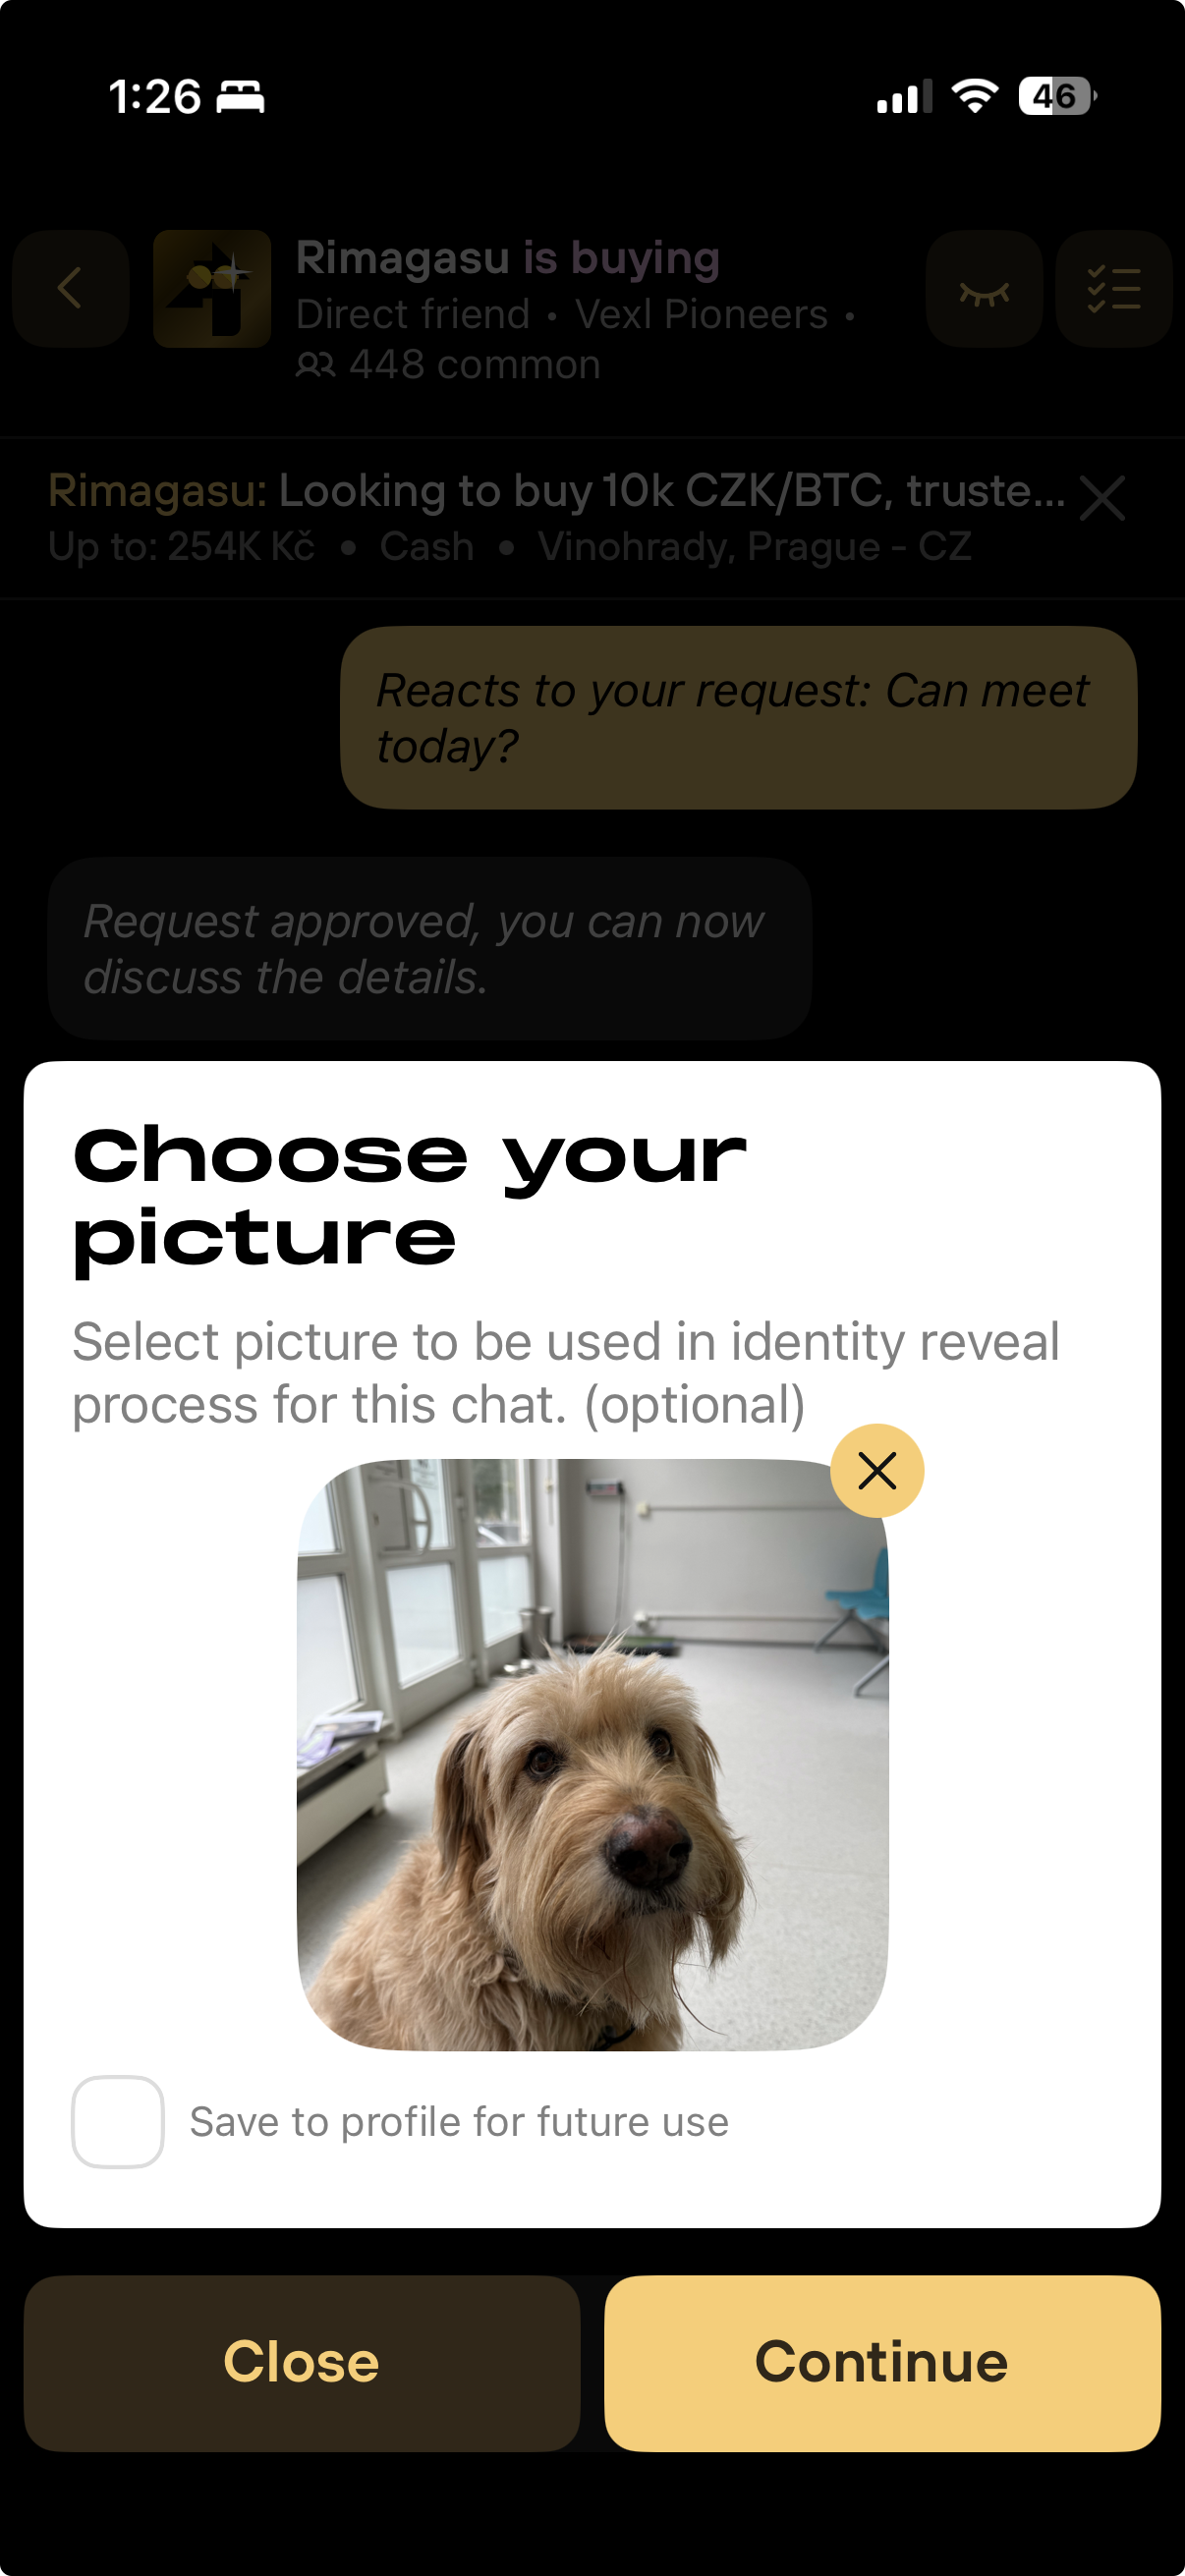 1:26
46
Rimagasu is buying
Direct friend • Vexl Pioneers •
448 common
Rimagasu: Looking to buy 10k CZK/BTC, truste...
Up to: 254K Kč • Cash • Vinohrady, Prague - CZ
Reacts to your request: Can meet
today?
Request approved, you can now
discuss the details.
Choose your
picture
Select picture to be used in identity reveal
process for this chat. (optional)
Save to profile for future use
Close
Continue